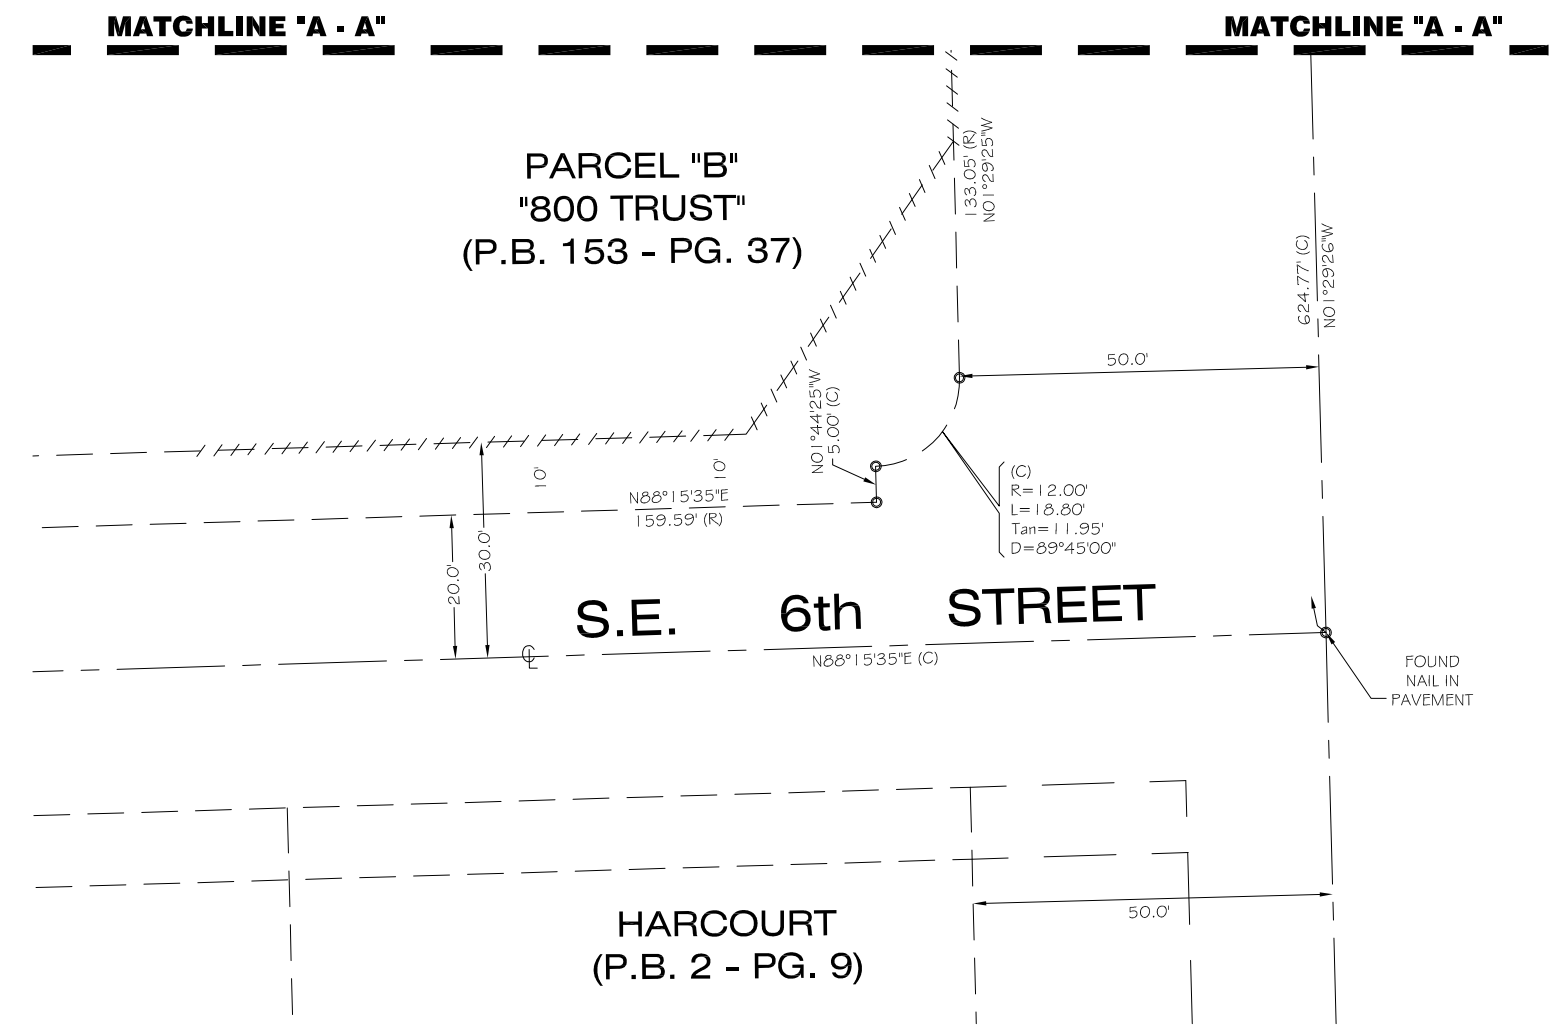 MATCHLINE "A - A"
MATCHLINE "A - A"
PARCEL "B"
"800 TRUST"
(P.B. 153 - PG. 37)
133.05' (R)
N01°29'25"W
624.77' (C)
N01°29'26"W
50.0'
N01°44'25"W
5.00' (C)
10'
10'
N88°15'35"E
159.59' (R)
(C)
R=12.00'
L=18.80'
Tan=11.95'
D=89°45'00"
20.0'
30.0'
S.E. 6th STREET
N88°15'35"E (C)
FOUND
NAIL IN
PAVEMENT
50.0'
HARCOURT
(P.B. 2 - PG. 9)